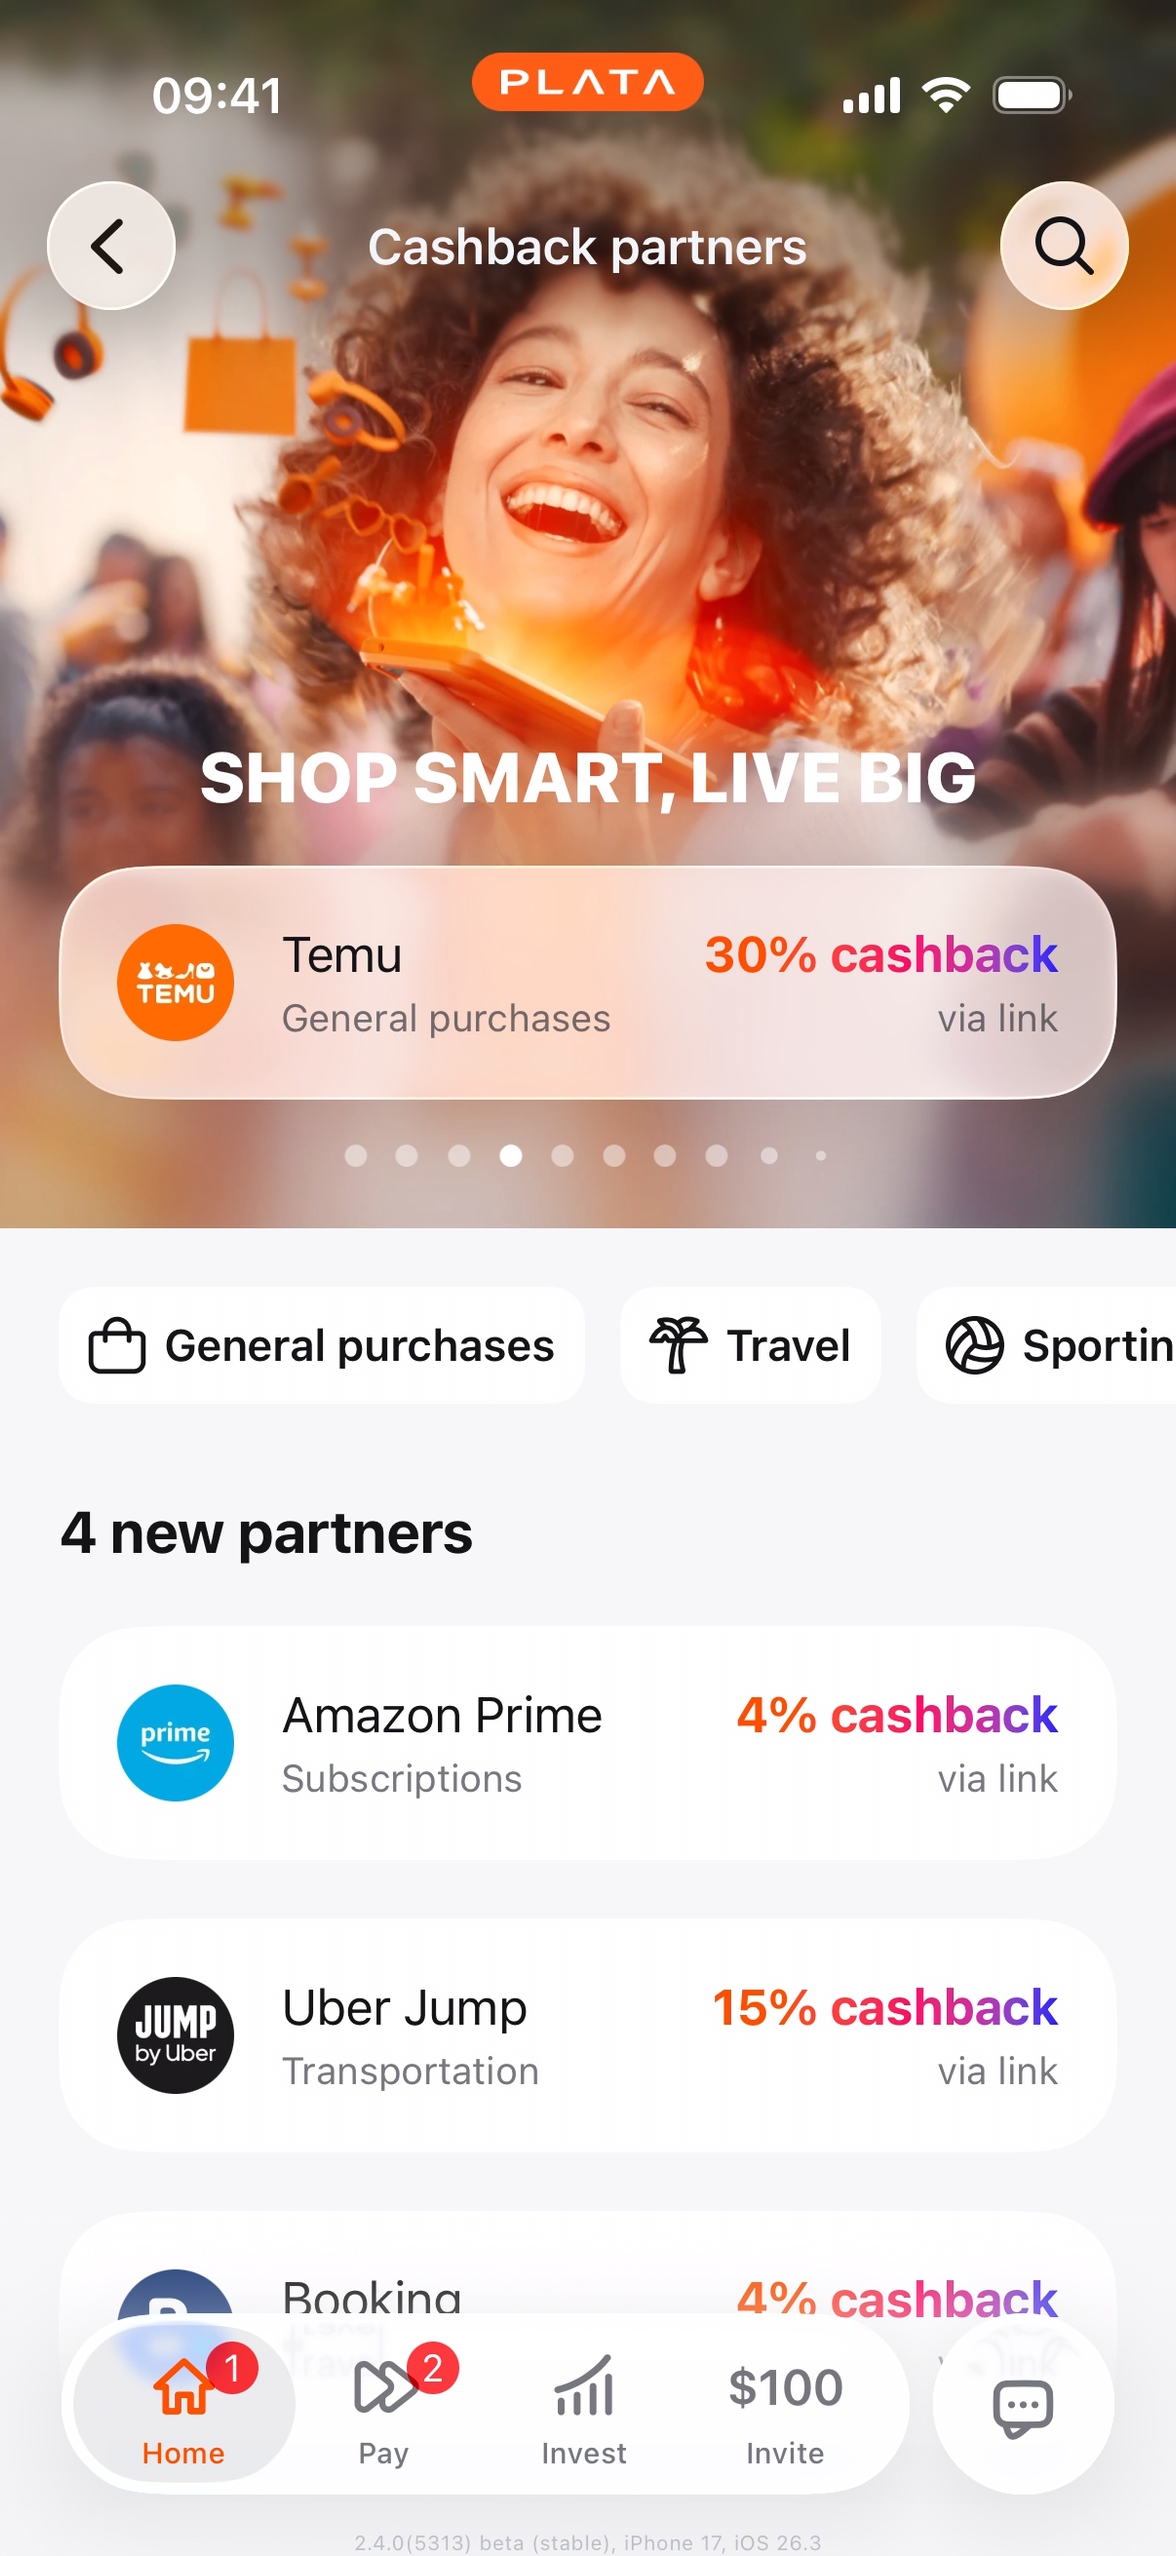 09:41
PLATA
Cashback partners
SHOP SMART, LIVE BIG
TEMU
Temu
30% cashback
General purchases
via link
General purchases
Travel
Sportin
4 new partners
prime
Amazon Prime
4% cashback
Subscriptions
via link
JUMP
by Uber
Uber Jump
15% cashback
Transportation
via link
Booking
4% cashback
1
2
$100
Home
Pay
Invest
Invite
2.4.0(5313) beta (stable), iPhone 17, iOS 26.3